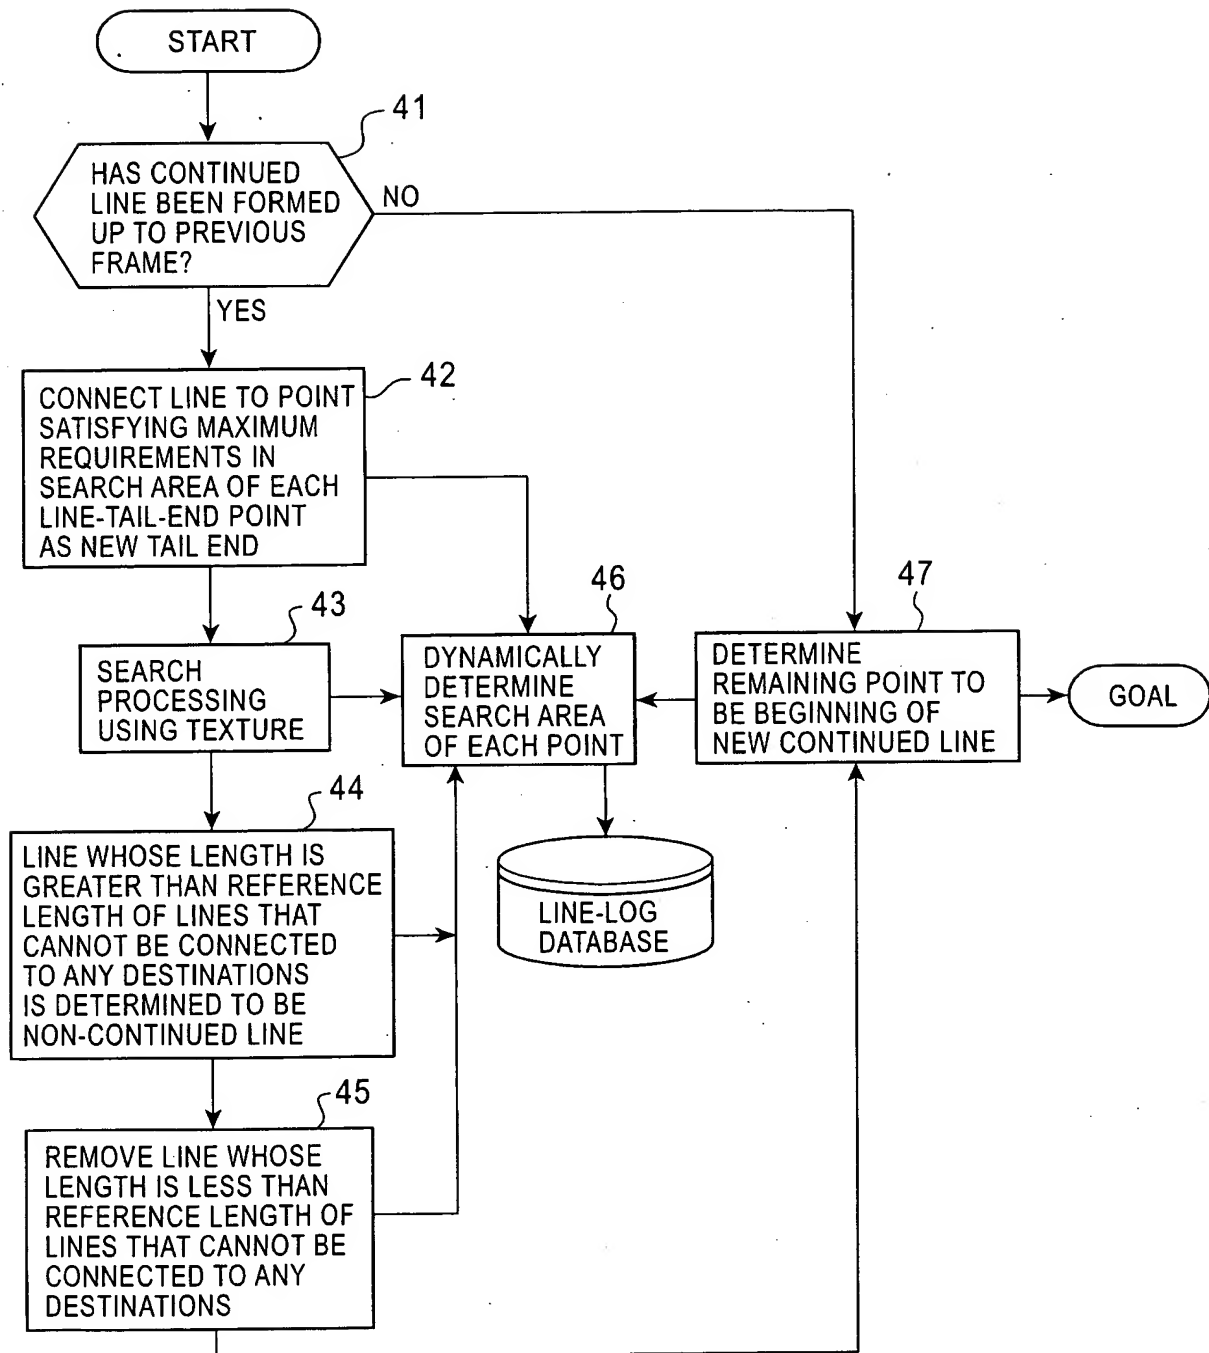 START
41
HAS CONTINUED
LINE BEEN FORMED
UP TO PREVIOUS
FRAME?
NO
YES
42
CONNECT LINE TO POINT
SATISFYING MAXIMUM
REQUIREMENTS IN
SEARCH AREA OF EACH
LINE-TAIL-END POINT
AS NEW TAIL END
43
SEARCH
PROCESSING
USING TEXTURE
46
DYNAMICALLY
DETERMINE
SEARCH AREA
OF EACH POINT
47
DETERMINE
REMAINING POINT TO
BE BEGINNING OF
NEW CONTINUED LINE
GOAL
44
LINE WHOSE LENGTH IS
GREATER THAN REFERENCE
LENGTH OF LINES THAT
CANNOT BE CONNECTED
TO ANY DESTINATIONS
IS DETERMINED TO BE
NON-CONTINUED LINE
LINE-LOG
DATABASE
45
REMOVE LINE WHOSE
LENGTH IS LESS THAN
REFERENCE LENGTH OF
LINES THAT CANNOT BE
CONNECTED TO ANY
DESTINATIONS